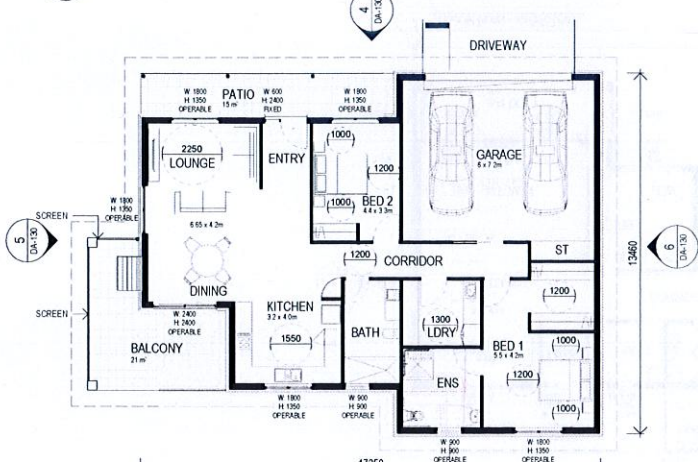 4
DA-130
DRIVEWAY
W 1800
H: 1350
OPERABLE
PATIO
15 m²
W 600
H: 2400
FIXED
W 1800
H: 1350
OPERABLE
2250
LOUNGE
ENTRY
1000
1200
GARAGE
6 x 7.2m
BED 2
4.4 x 3.3m
1000
W 1800
H: 1350
OPERABLE
SCREEN
6.65 x 4.2m
5
DA-130
6
DA-130
13460
ST
1200
CORRIDOR
DINING
1200
SCREEN
KITCHEN
3.2 x 4.0m
W 2400
H: 2400
OPERABLE
BATH
1300
LDRY
BALCONY
21 m²
1550
BED 1
5.5 x 4.2m
1000
ENS
1200
1000
W 1800
H: 1350
OPERABLE
W 900
H: 900
OPERABLE
W 900
H: 900
OPERABLE
W 1800
H: 1350
OPERABLE